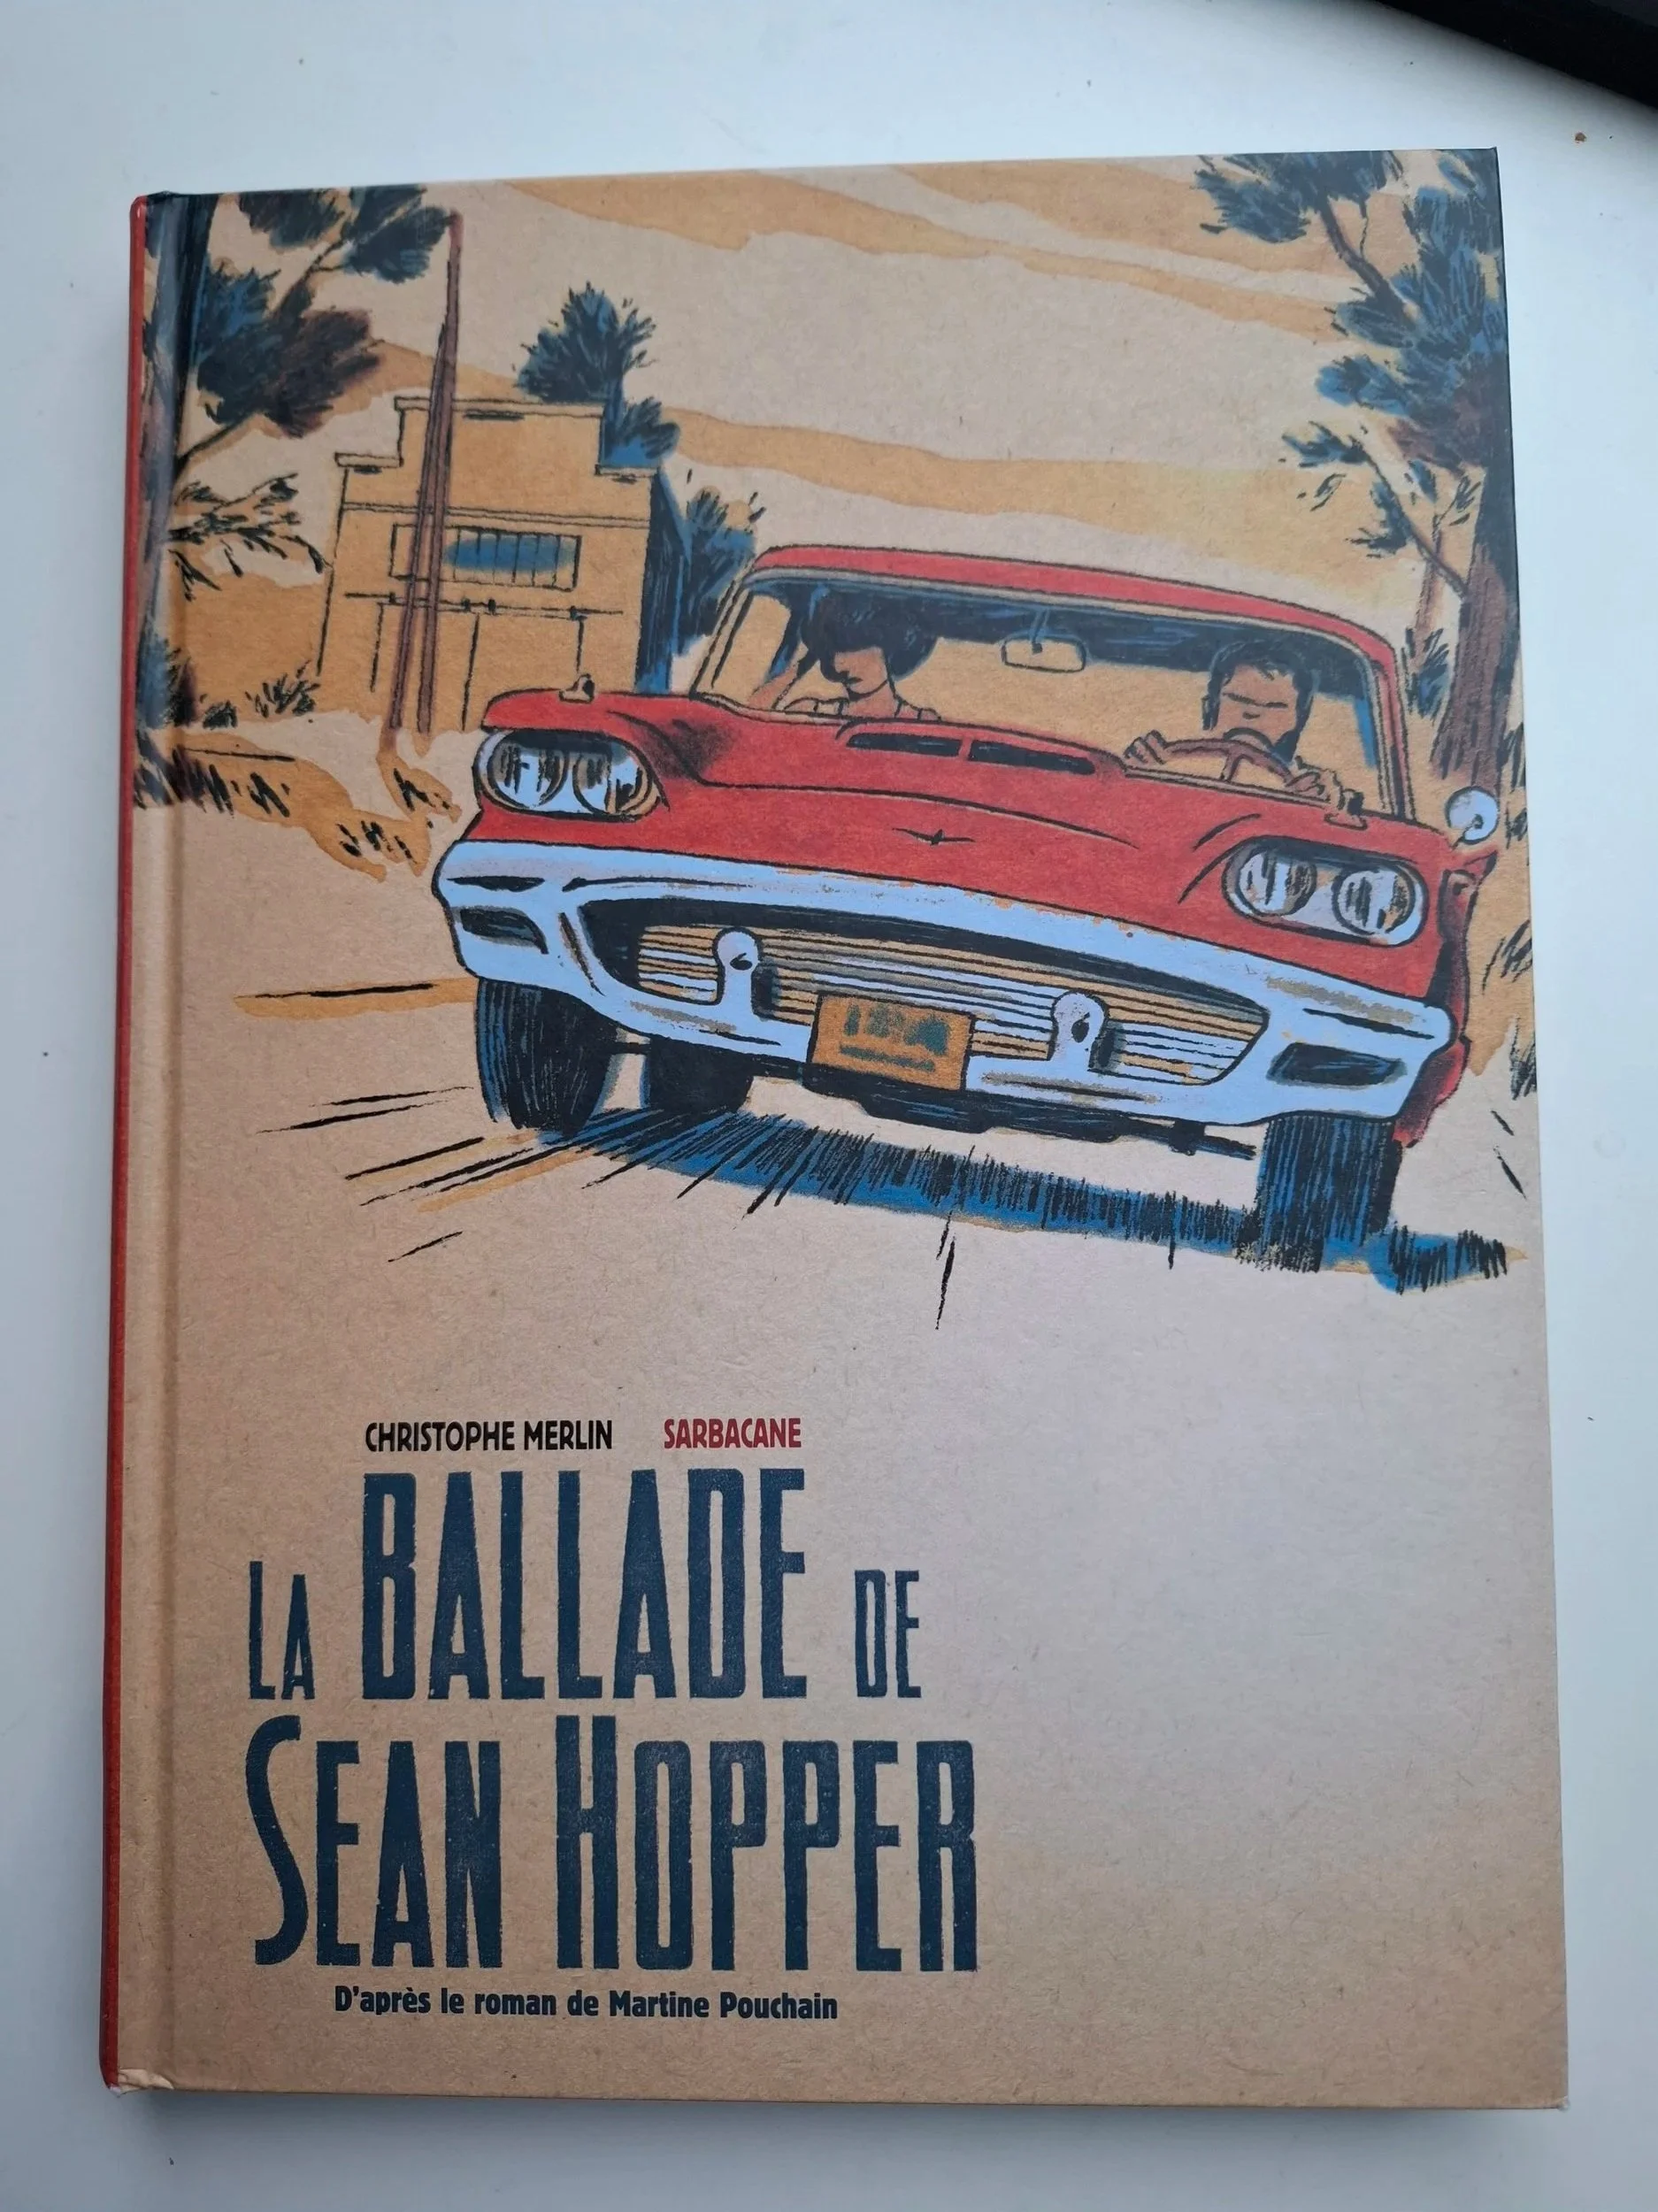 CHRISTOPHE MERLIN SARBACANE
LA BALLADE DE
SEAN HOPPER
D'après le roman de Martine Pouchain